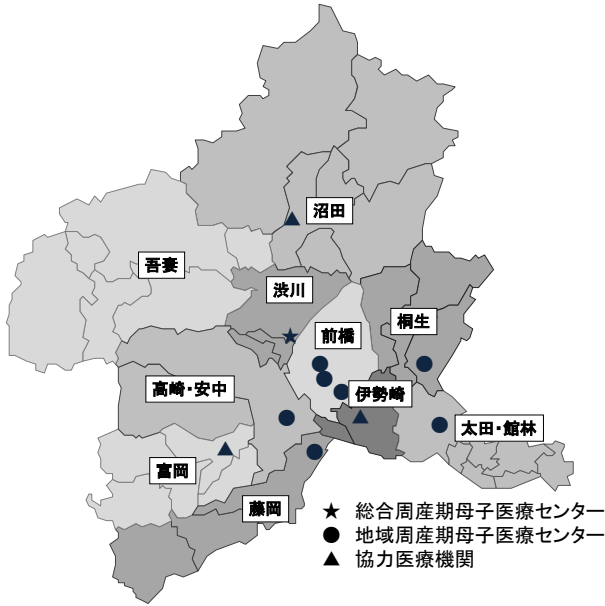 沼田
吾妻
渋川
桐生
前橋
高崎・安中
伊勢崎
太田・館林
富岡
藤岡
★ 総合周産期母子医療センター
● 地域周産期母子医療センター
▲ 協力医療機関